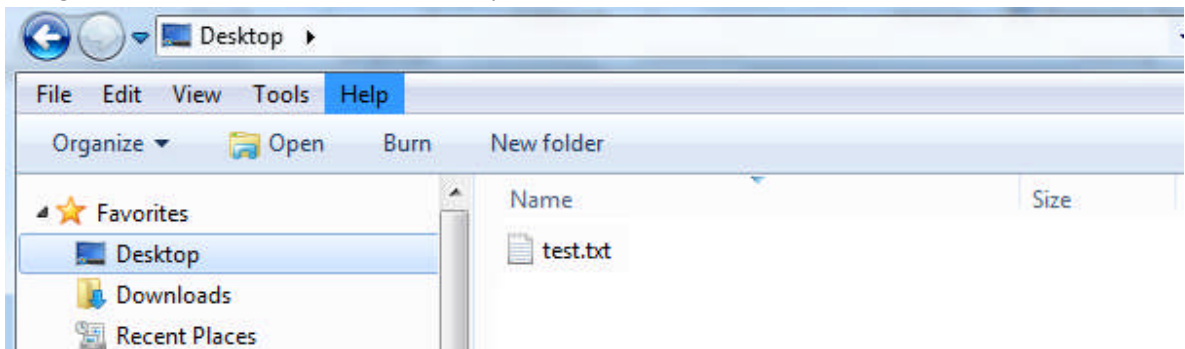 Desktop
File Edit View Tools Help
Organize Open Burn New folder
Favorites
Desktop
Downloads
Recent Places
Name Size
test.txt